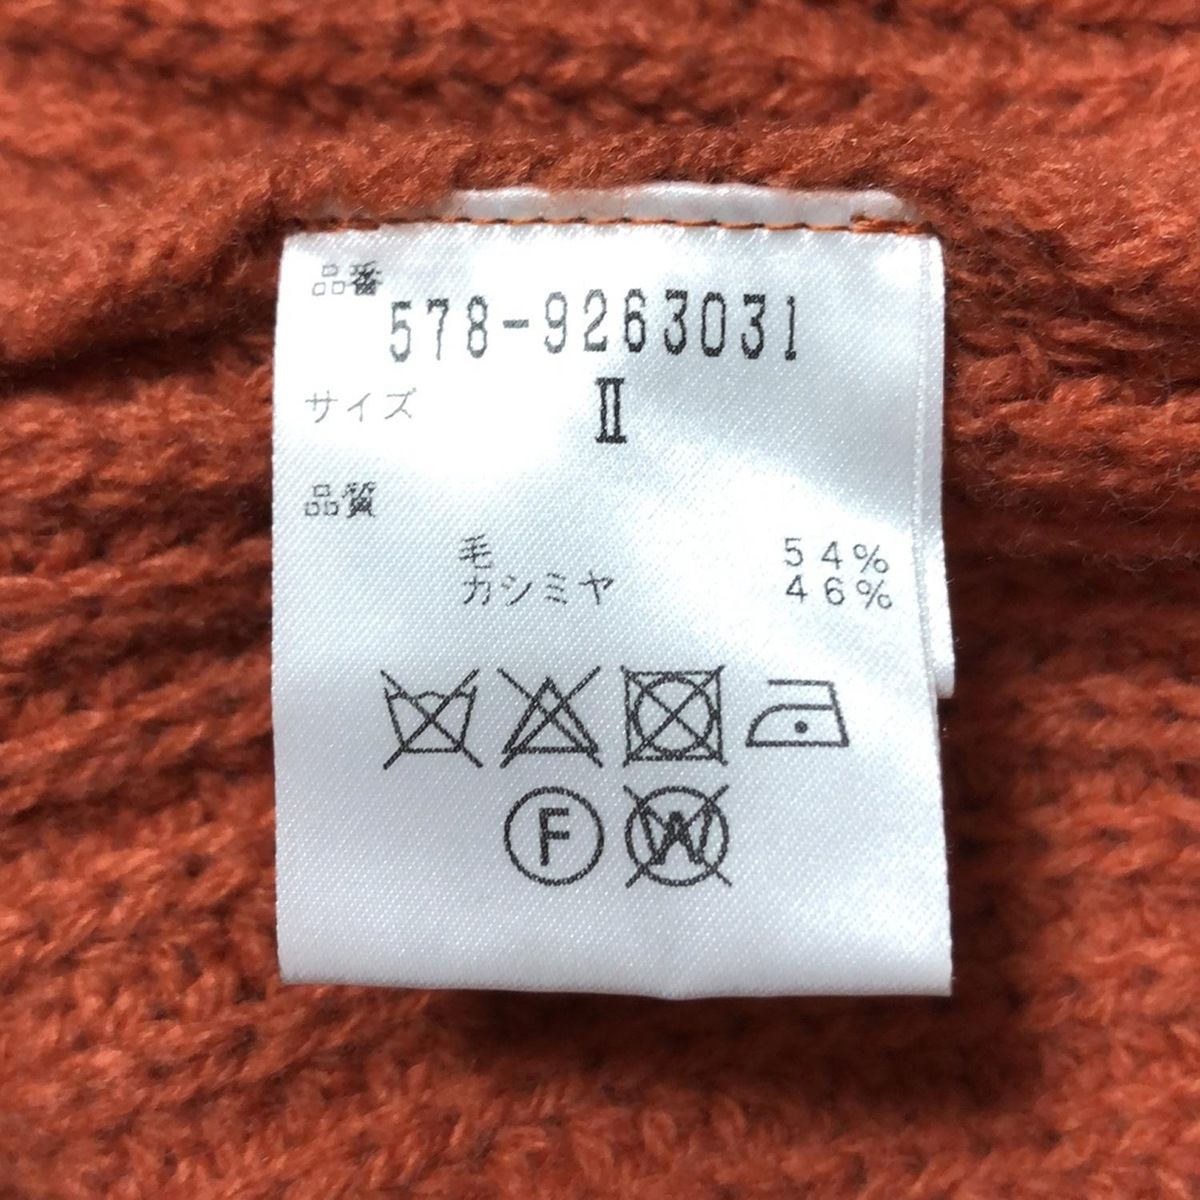 品番
578-9263031
サイズ II
品質
毛 54%
カシミヤ 46%
F W